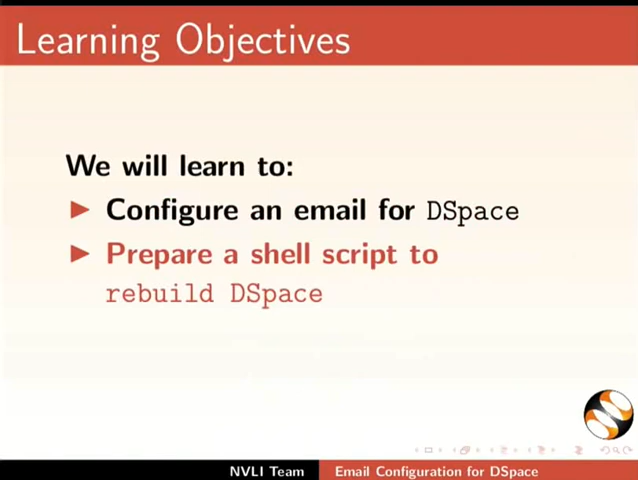 Learning Objectives
We will learn to:
Configure an email for DSpace
Prepare a shell script to
rebuild DSpace
NVLI Team
Email Configuration for DSpace